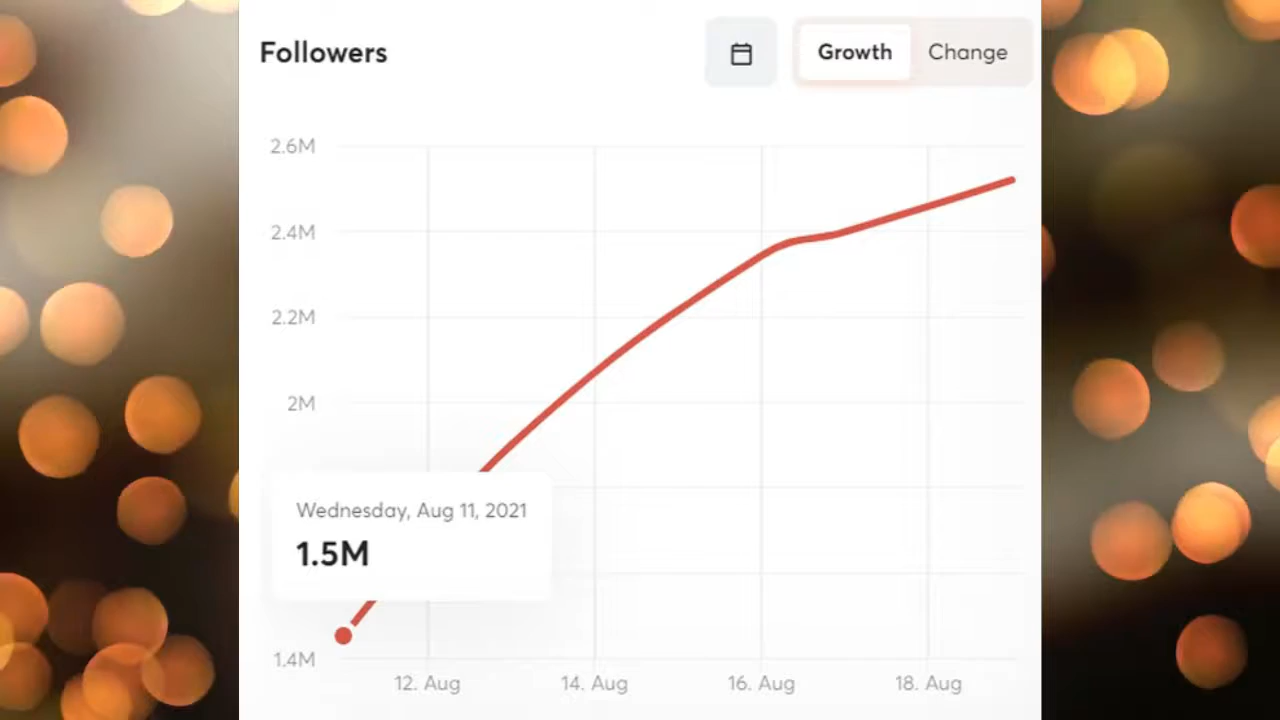 Followers
Growth
Change
2.6M
2.4M
2.2M
2M
Wednesday, Aug 11, 2021
1.5M
1.4M
12. Aug
14. Aug
16. Aug
18. Aug